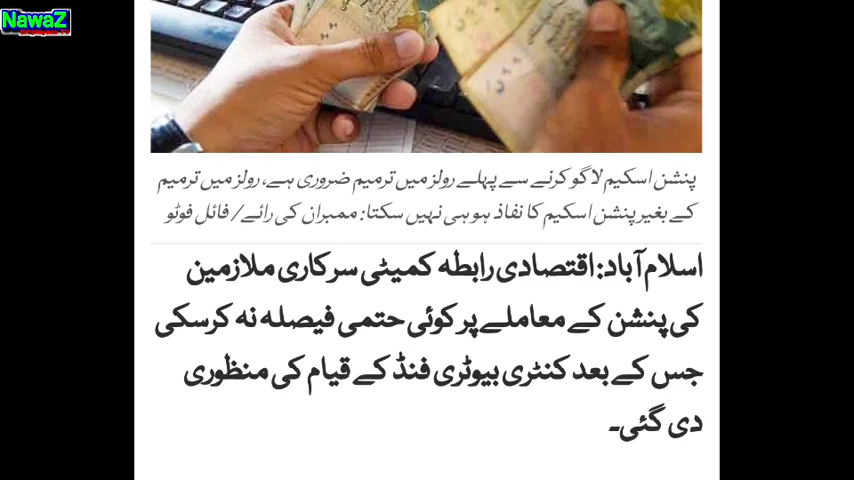 NawaZ
پنشن اسکیم لاگو کرنے سے پہلے رولز میں ترمیم ضروری ہے، رولز میں ترمیم
کے بغیر پنشن اسکیم کا نفاذ ہو ہی نہیں سکتا: ممبران کی رائے/ فائل فوٹو
اسلام آباد: اقتصادی رابطہ کمیٹی سرکاری ملازمین
کی پنشن کے معاملے پر کوئی حتمی فیصلہ نہ کرسکی
جس کے بعد کنٹری بیوٹری فنڈ کے قیام کی منظوری
دی گئی۔